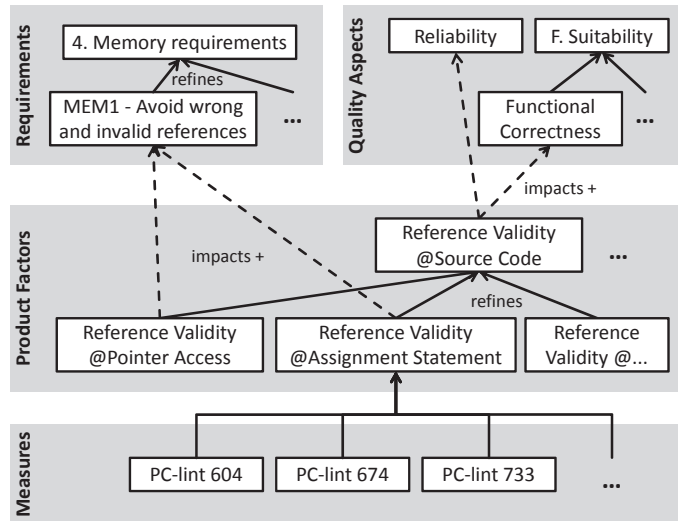 Requirements
4. Memory requirements
refines
MEM1 - Avoid wrong
and invalid references
...
Quality Aspects
Reliability
F. Suitability
Functional
Correctness
...
impacts +
Product Factors
Reference Validity
@Source Code
...
impacts +
refines
Reference Validity
@Pointer Access
Reference Validity
@Assignment Statement
Reference
Validity @...
Measures
PC-lint 604
PC-lint 674
PC-lint 733
...